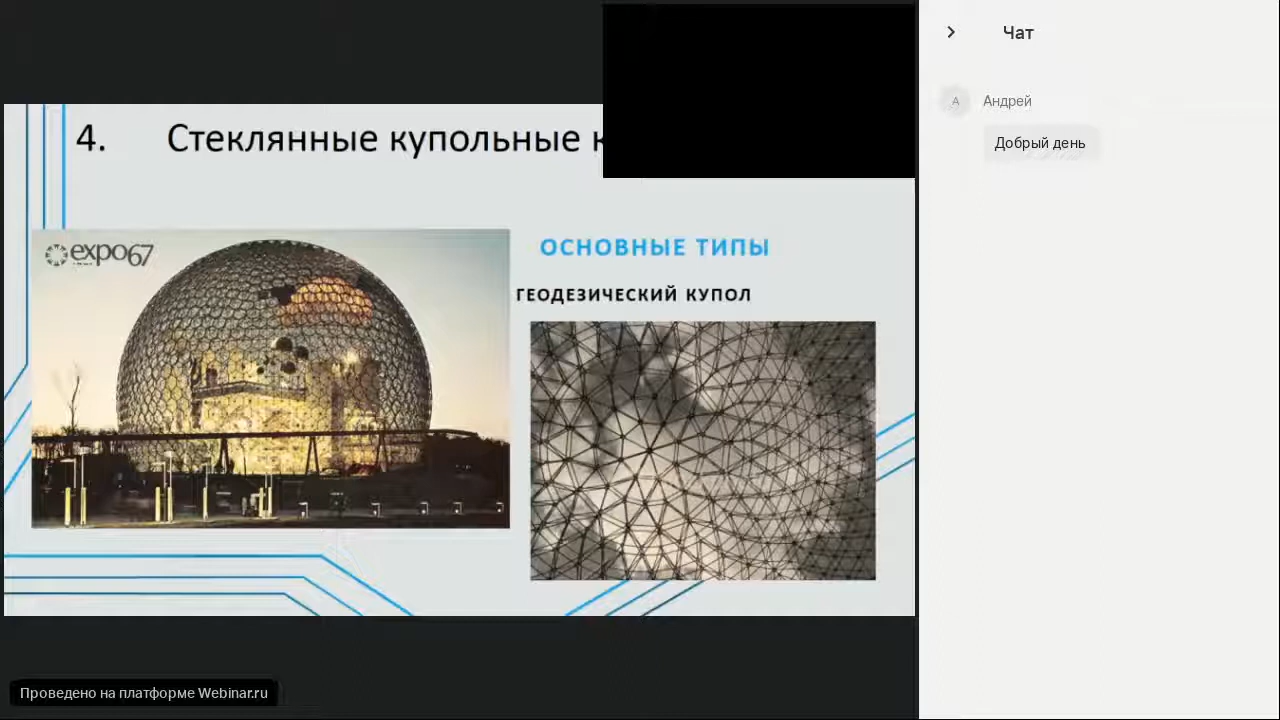 Чат
А
Андрей
Добрый день
4. Стеклянные купольные
expo67
ОСНОВНЫЕ ТИПЫ
ГЕОДЕЗИЧЕСКИЙ КУПОЛ
Проведено на платформе Webinar.ru